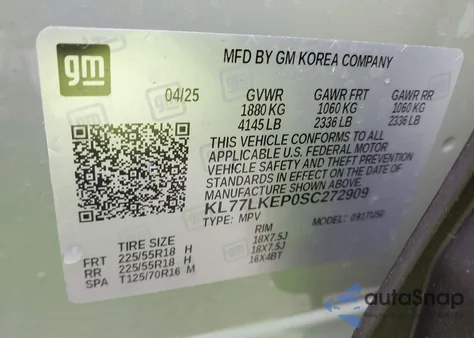 gm
MFD BY GM KOREA COMPANY
04/25 GVWR GAWR FRT GAWR RR
1880 KG 1060 KG 1060 KG
4145 LB 2336 LB 2336 LB
THIS VEHICLE CONFORMS TO ALL
APPLICABLE U.S. FEDERAL MOTOR
VEHICLE SAFETY AND THEFT
PREVENTION STANDARDS IN
EFFECT ON THE DATE OF
MANUFACTURE SHOWN ABOVE.
KL77LKEP0SC272909
TYPE: MPV MODEL:
TIRE SIZE RIM
FRT 225/55R18 H 18X7.5J
RR 225/55R18 H 18X7.5J
SPA T125/70R16 M 16X4BT
autoSnap